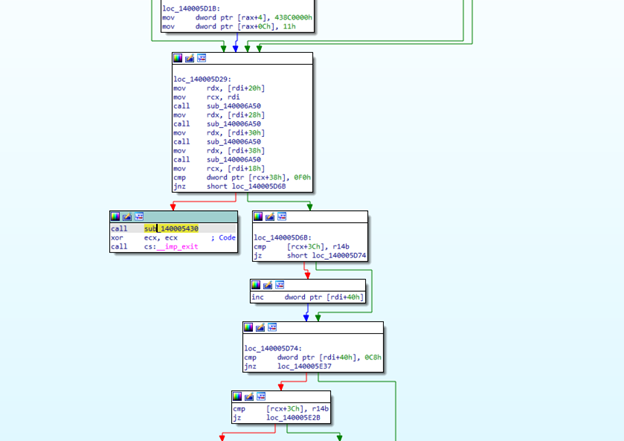 loc_140005D1B:
mov dword ptr [rax+4], 438C0000h
mov dword ptr [rax+0Ch], 11h
loc_140005D29:
mov rdx, [rdi+20h]
mov rcx, rdi
call sub_140006A50
mov rdx, [rdi+28h]
call sub_140006A50
mov rdx, [rdi+30h]
call sub_140006A50
mov rdx, [rdi+38h]
call sub_140006A50
mov rcx, [rdi+18h]
cmp dword ptr [rcx+38h], 0F0h
jnz short loc_140005D6B
call sub_140005430
xor ecx, ecx ; Code
call cs:__imp_exit
loc_140005D6B:
cmp [rcx+3Ch], r14b
jz short loc_140005D74
inc dword ptr [rdi+40h]
loc_140005D74:
cmp dword ptr [rdi+40h], 0C8h
jnz loc_140005E37
cmp [rcx+3Ch], r14b
jz loc_140005E2B